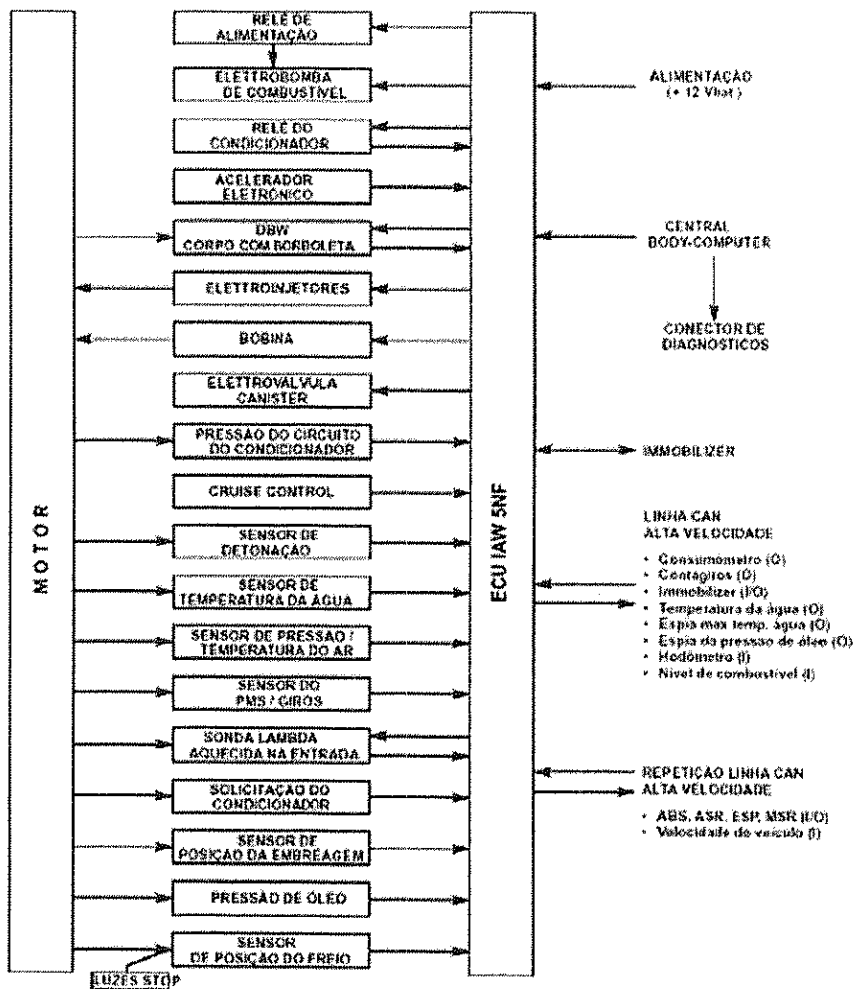 RELE DE
ALIMENTAÇÃO
ELETTROBOMBA
DE COMBUSTÍVEL
RELE DO
CONDICIONADOR
ACELERADOR
ELETRÔNICO
DBW
CORPO COM BORBOLETA
ELETTROINJETORES
BOBINA
ELETTROVÁLVULA
CANISTER
PRESSÃO DO CIRCUITO
DO CONDICIONADOR
CRUISE CONTROL
SENSOR DE
DETONAÇÃO
SENSOR DE
TEMPERATURA DA ÁGUA
SENSOR DE PRESSÃO /
TEMPERATURA DO AR
SENSOR DO
PMS / GIROS
SONDA LAMBDA
AQUECIDA NA ENTRADA
SOLICITAÇÃO DO
CONDICIONADOR
SENSOR DE
POSIÇÃO DA EMBREAGEM
PRESSÃO DE ÓLEO
SENSOR
DE POSIÇÃO DO FREIO
LUZES STOP
MOTOR
ECU IAW 5NF
ALIMENTAÇÃO
(+ 12 Vbat )
CENTRAL
BODY-COMPUTER
CONECTOR DE
DIAGNÓSTICOS
IMMOBILIZER
LINHA CAN
ALTA VELOCIDADE
• Consumómetro (O)
• Contagiros (O)
• Immobilizer (I/O)
• Temperatura da água (O)
• Espia max temp. água (O)
• Espia da pressão de óleo (O)
• Hodômetro (I)
• Nível de combustível (I)
REPETIÇÃO LINHA CAN
ALTA VELOCIDADE
• ABS, ASR, ESP, MSR (I/O)
• Velocidade do veículo (I)